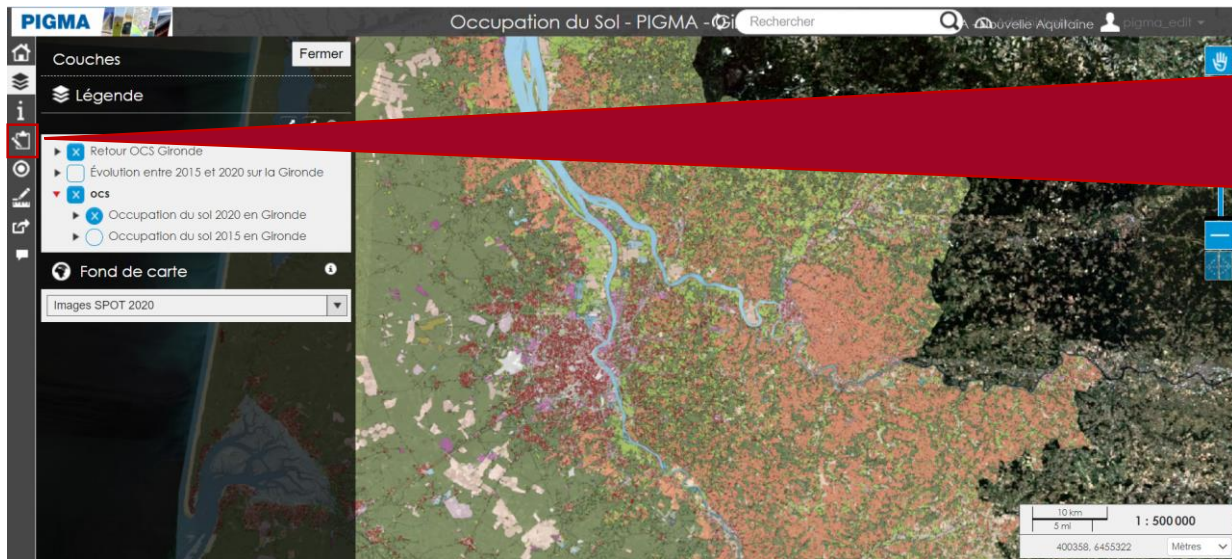 PIGMA
Occupation du Sol - PIGMA - Gi
Rechercher
Nouvelle Aquitaine
pigma_edit
Couches
Fermer
Légende
Retour OCS Gironde
Évolution entre 2015 et 2020 sur la Gironde
ocs
Occupation du sol 2020 en Gironde
Occupation du sol 2015 en Gironde
Fond de carte
Images SPOT 2020
10 km
5 mi
1 : 500 000
400358, 6455322
Mètres